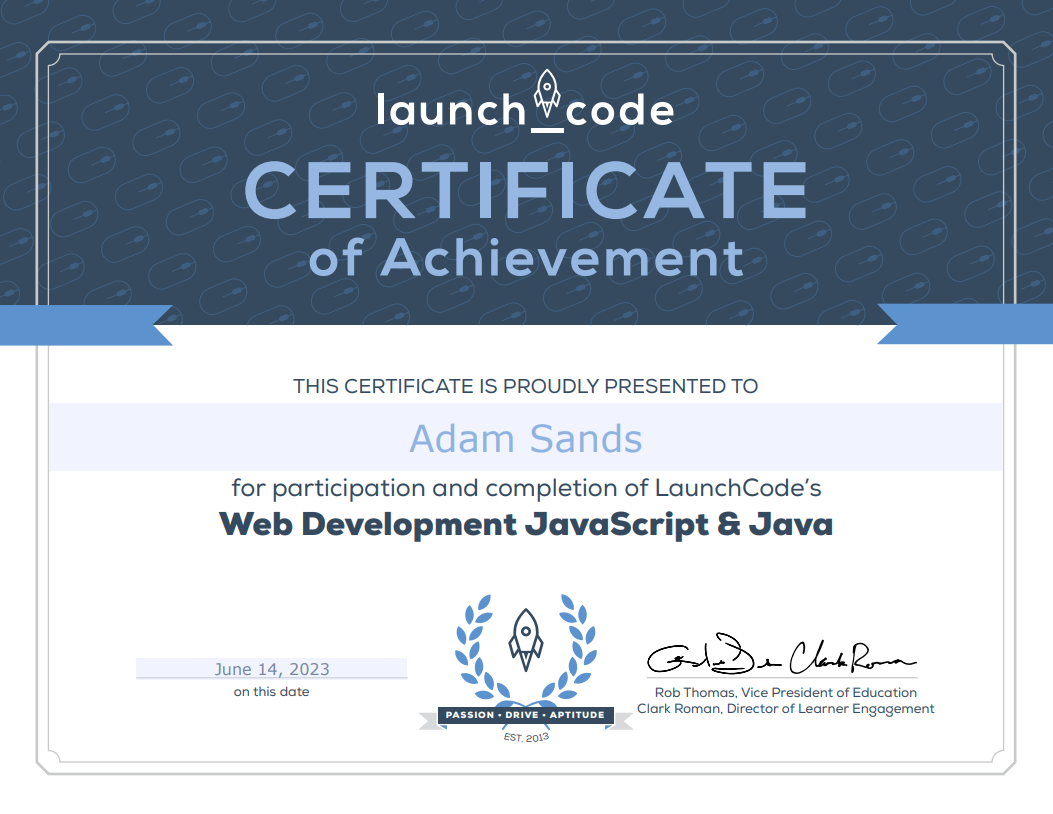 launch_code
CERTIFICATE
of Achievement
THIS CERTIFICATE IS PROUDLY PRESENTED TO
Adam Sands
for participation and completion of LaunchCode's
Web Development JavaScript & Java
June 14, 2023
on this date
PASSION • DRIVE • APTITUDE
EST. 2013
Clark Roman
Rob Thomas, Vice President of Education
Clark Roman, Director of Learner Engagement